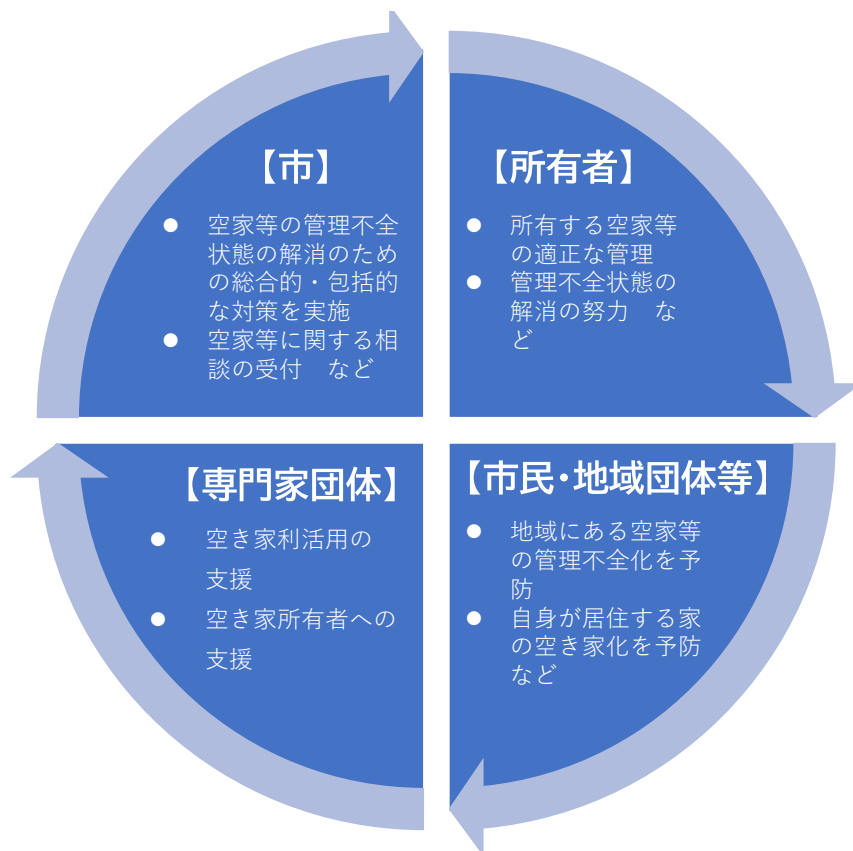 【市】
● 空家等の管理不全
状態の解消のため
の総合的・包括的
な対策を実施
● 空家等に関する相
談の受付　など
【所有者】
● 所有する空家等
の適正な管理
● 管理不全状態の
解消の努力　な
ど
【専門家団体】
● 空き家利活用の
支援
● 空き家所有者への
支援
【市民・地域団体等】
● 地域にある空家等
の管理不全化を予
防
● 自身が居住する家
の空き家化を予防
など